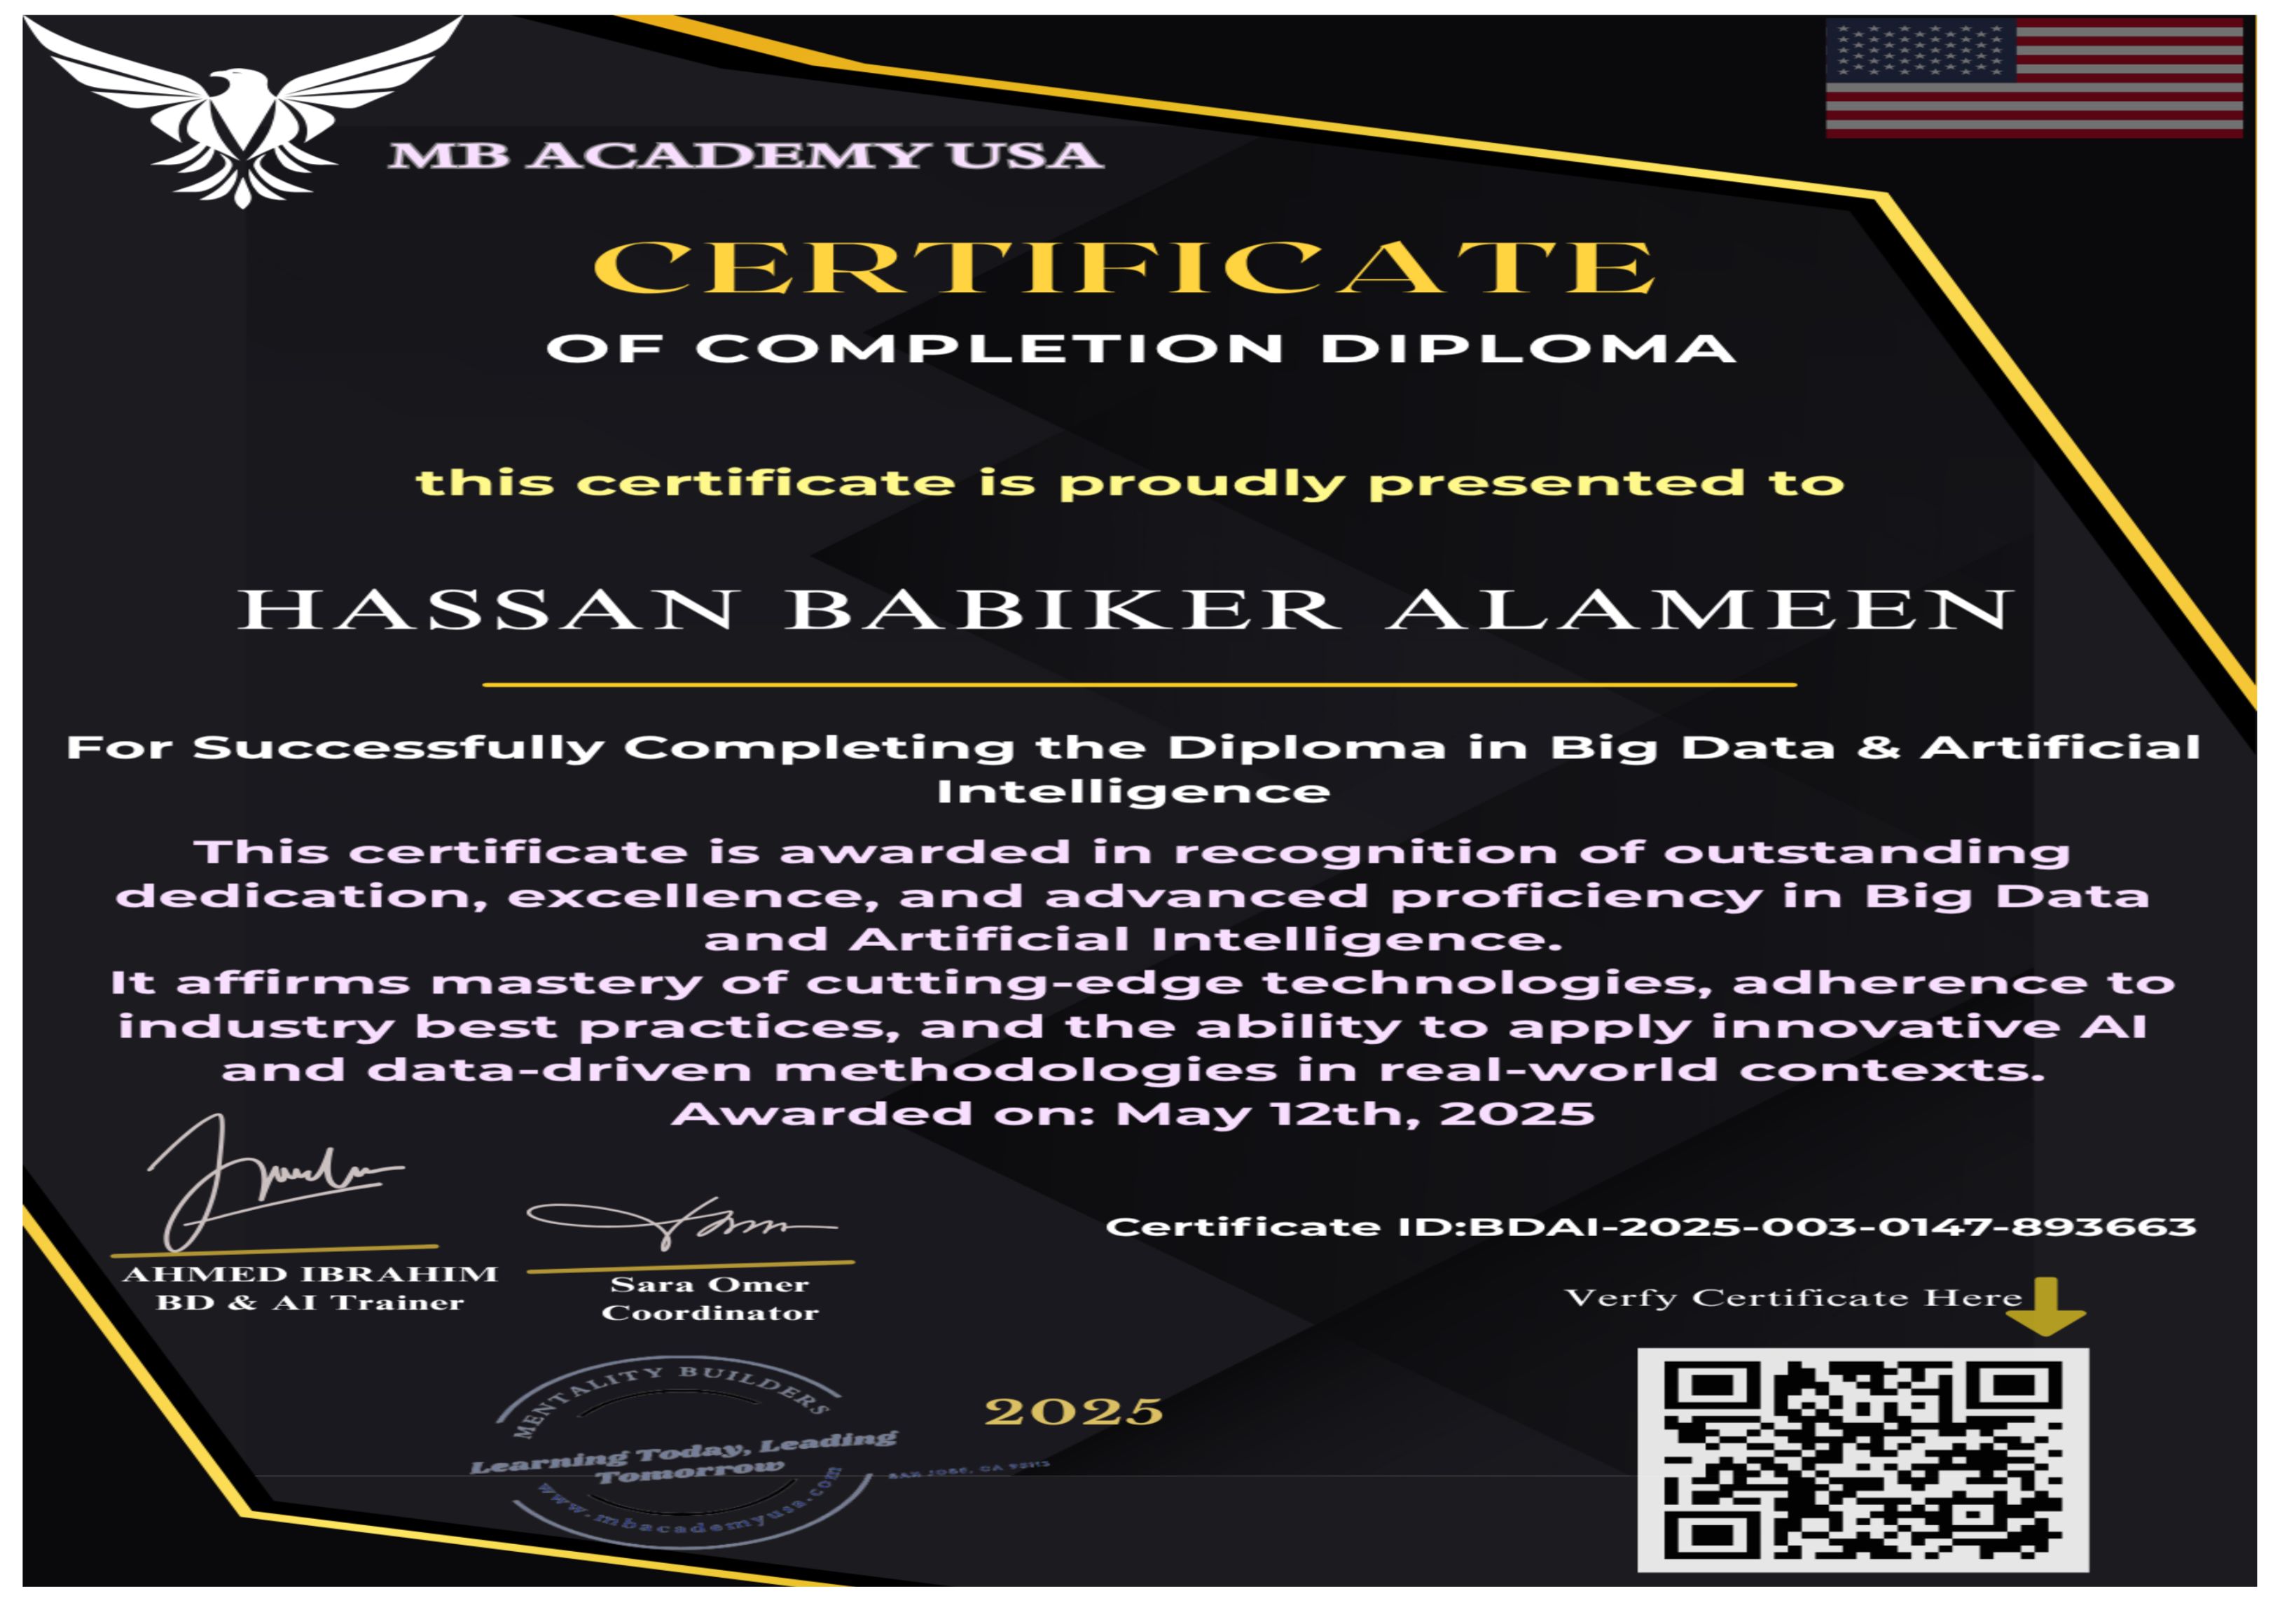 MB ACADEMY USA
CERTIFICATE
OF COMPLETION DIPLOMA
this certificate is proudly presented to
HASSAN BABIKER ALAMEEN
For Successfully Completing the Diploma in Big Data & Artificial
Intelligence
This certificate is awarded in recognition of outstanding
dedication, excellence, and advanced proficiency in Big Data
and Artificial Intelligence.
It affirms mastery of cutting-edge technologies, adherence to
industry best practices, and the ability to apply innovative AI
and data-driven methodologies in real-world contexts.
Awarded on: May 12th, 2025
AHMED IBRAHIM
BD & AI Trainer
Sara Omer
Coordinator
Certificate ID:BDAI-2025-003-0147-893663
Verfy Certificate Here
MENTALITY BUILDERS
Learning Today, Leading
Tomorrow
www.mbacademyusa.com
SAN JOSE, CA
2025